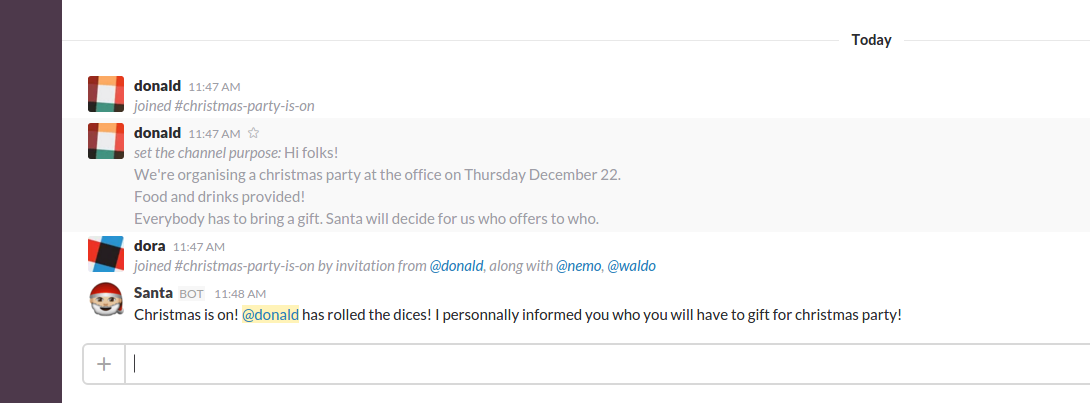 Today
donald 11:47 AM
joined #christmas-party-is-on
donald 11:47 AM ☆
set the channel purpose: Hi folks!
We're organising a christmas party at the office on Thursday December 22.
Food and drinks provided!
Everybody has to bring a gift. Santa will decide for us who offers to who.
dora 11:47 AM
joined #christmas-party-is-on by invitation from @donald, along with @nemo, @waldo
Santa BOT 11:48 AM
Christmas is on! @donald has rolled the dices! I personnally informed you who you will have to gift for christmas party!